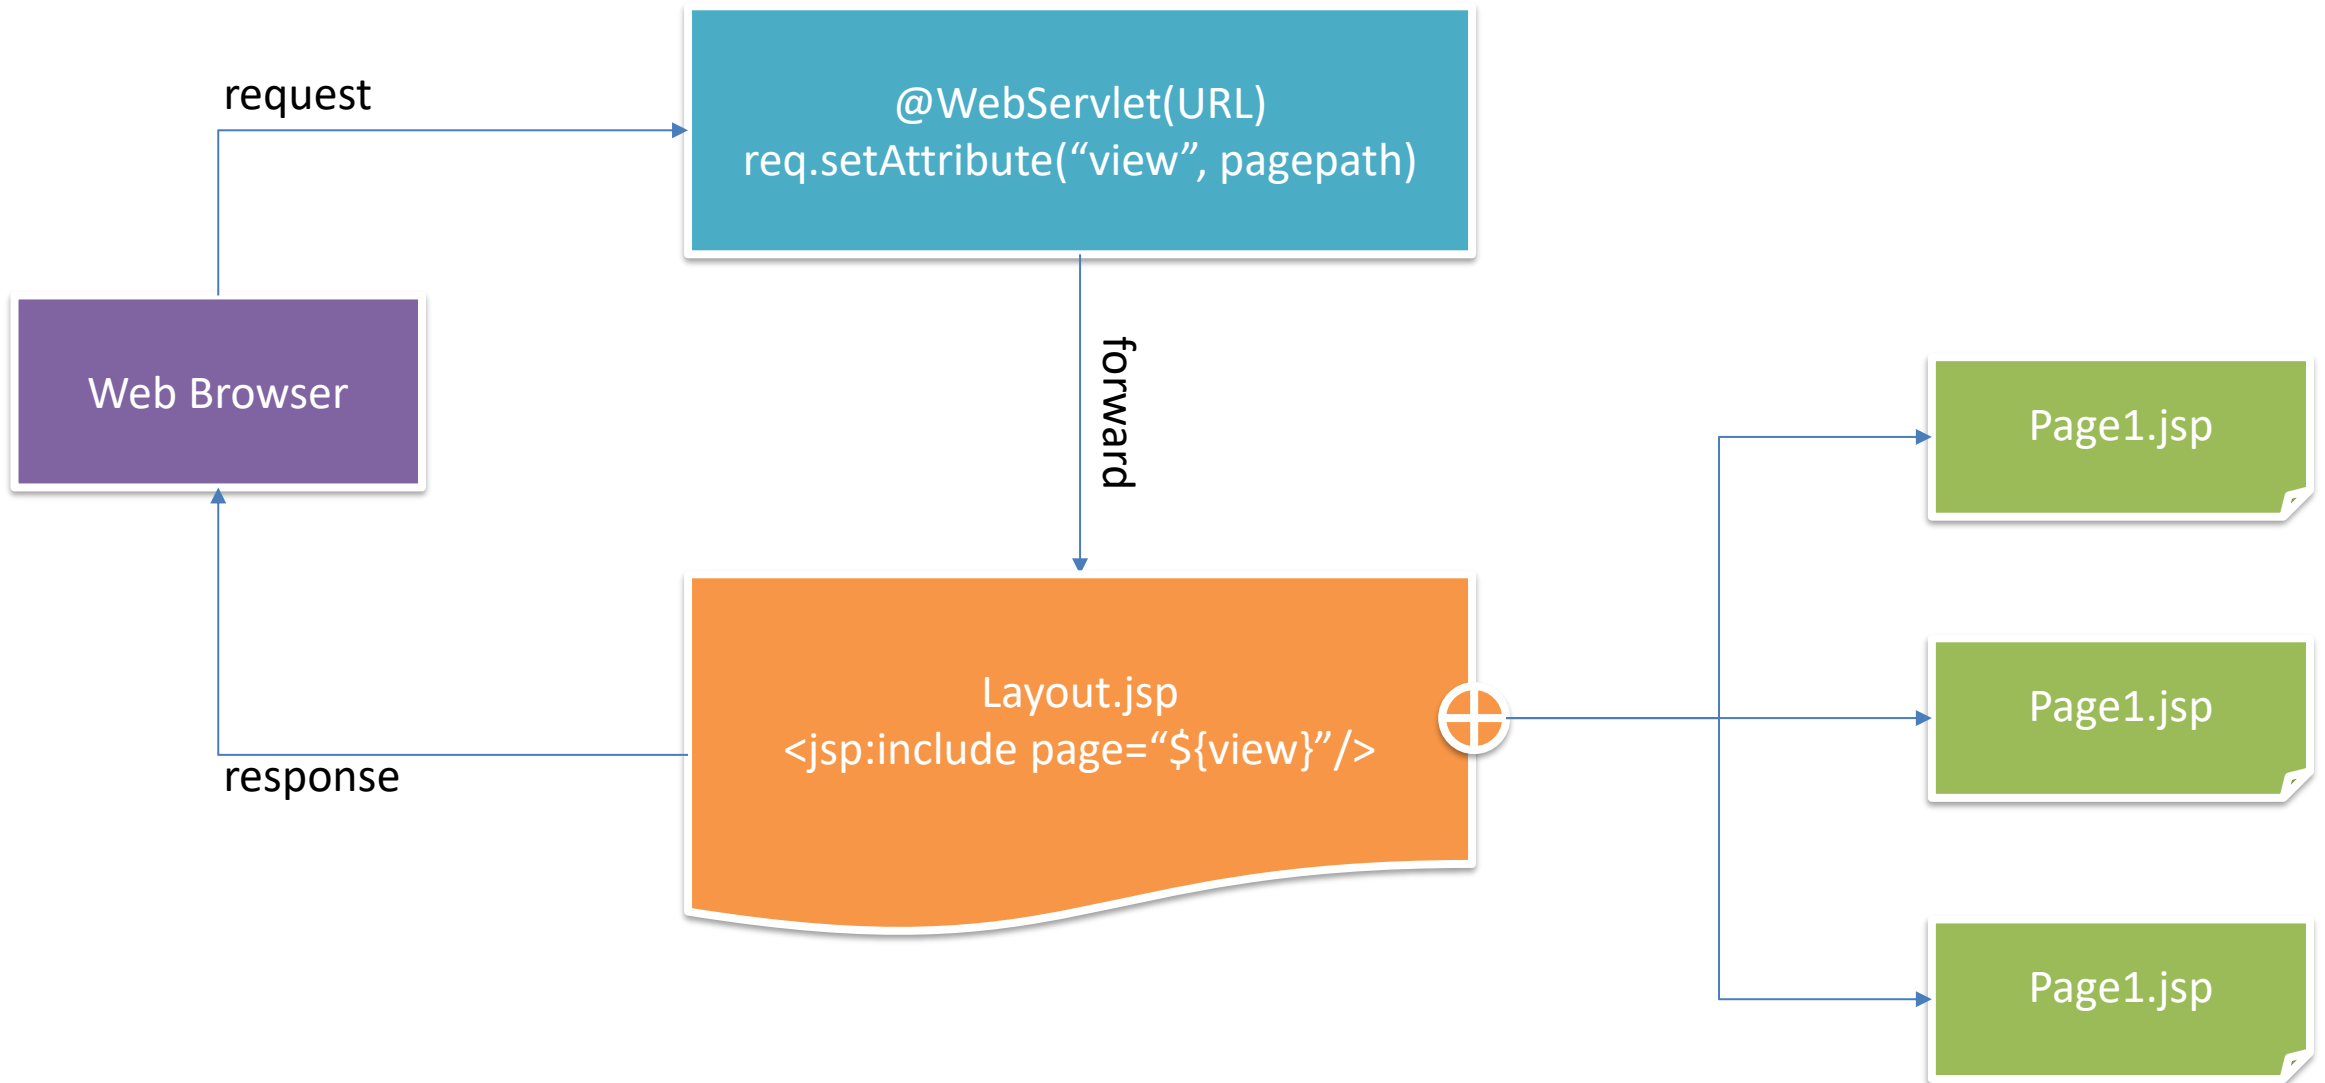 request
@WebServlet(URL)
req.setAttribute(“view”, pagepath)
Web Browser
forward
Page1.jsp
Layout.jsp
<jsp:include page=“${view}”/>
Page1.jsp
response
Page1.jsp